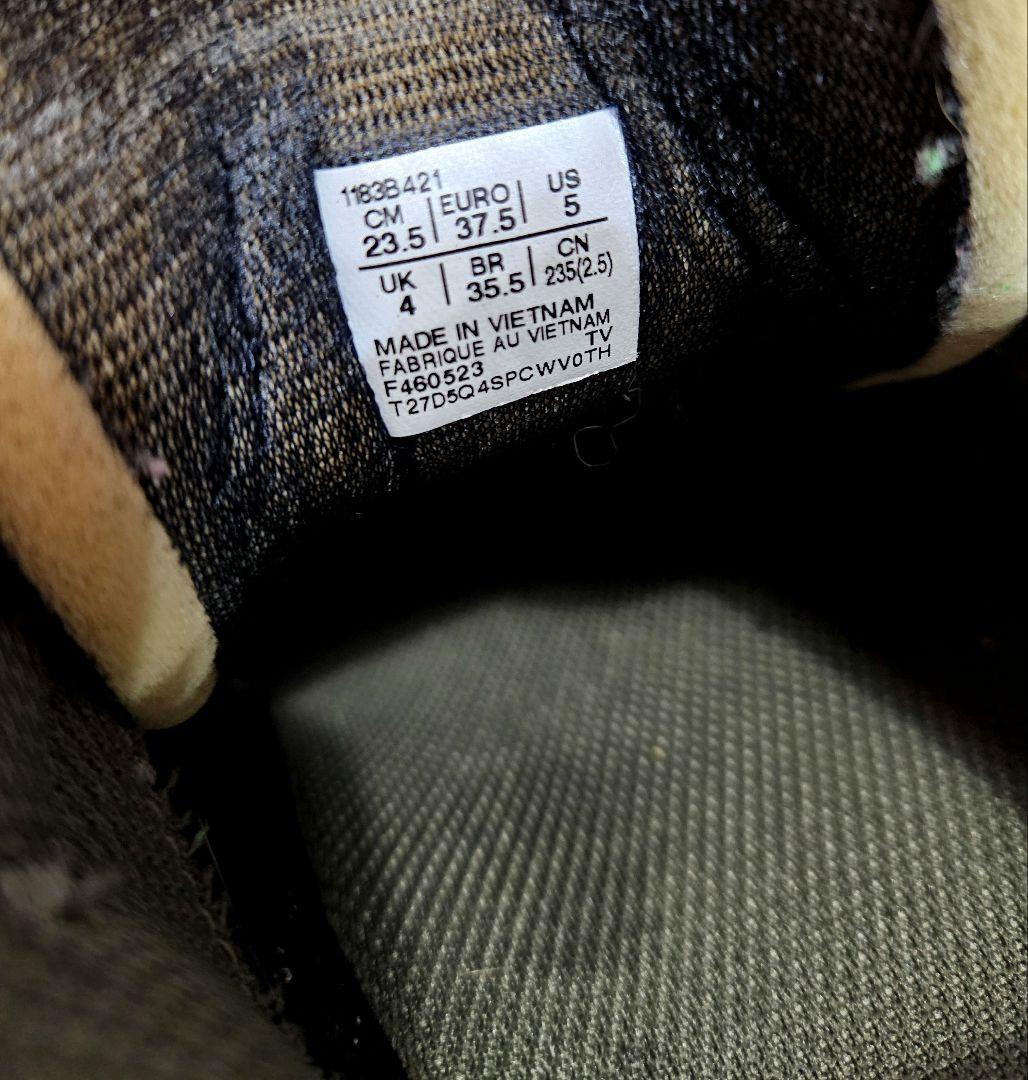 1183B421
CM | EURO | US
23.5 | 37.5 | 5
UK | BR | CN
4 | 35.5 | 235(2.5)
MADE IN VIETNAM
FABRIQUE AU VIETNAM
F460523 TV
T27D5Q4SPCWV0TH